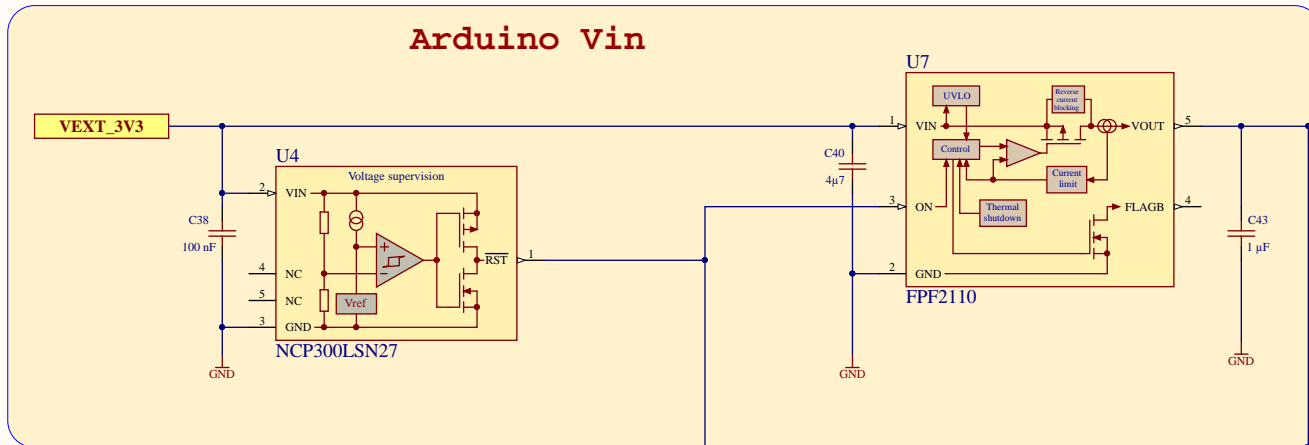 Arduino Vin
VEXT_3V3
U4
Voltage supervision
2
VIN
C38
100 nF
4
NC
5
NC
3
GND
Vref
+
−
RST
1
NCP300LSN27
GND
U7
UVLO
Reverse
current
blocking
1
VIN
VOUT
5
Control
C40
4µ7
Current
limit
3
ON
Thermal
shutdown
FLAGB
4
C43
1 µF
2
GND
FPF2110
GND
GND